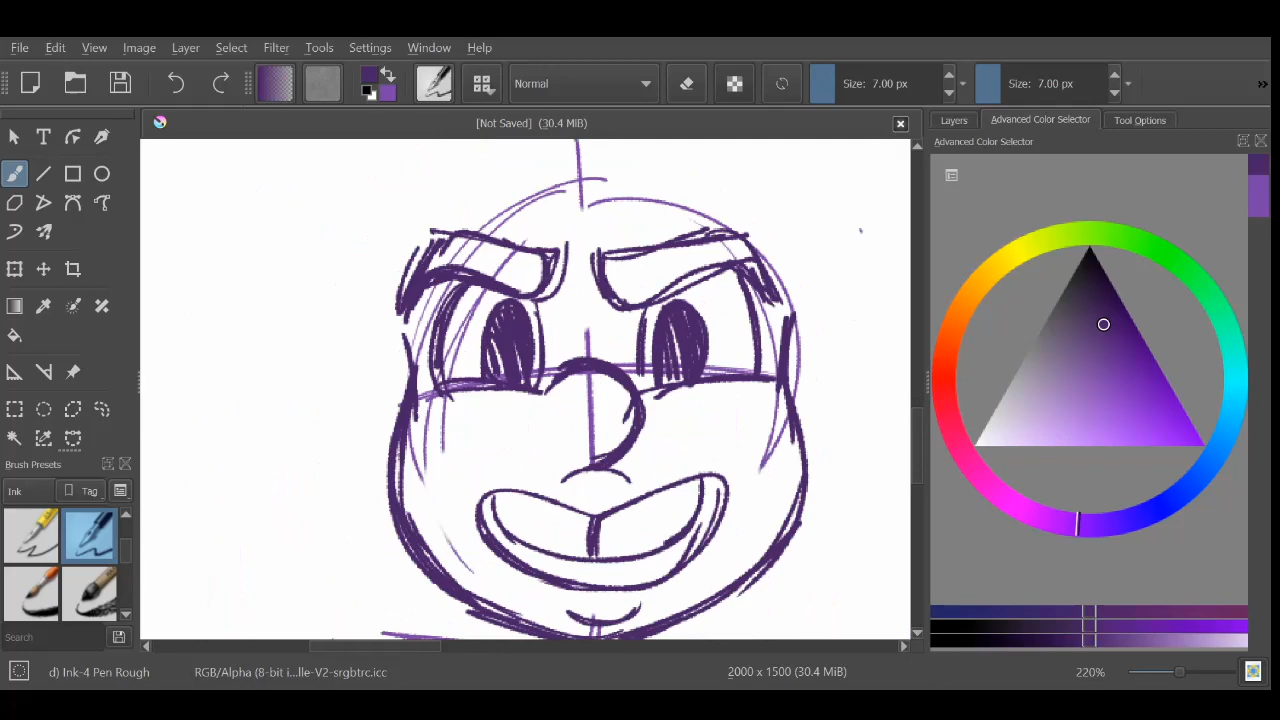 File Edit View Image Layer Select Filter Tools Settings Window Help
Normal Size: 7.00 px Size: 7.00 px »
[Not Saved] (30.4 MiB)
Layers Advanced Color Selector Tool Options
Advanced Color Selector
Brush Presets
Ink Tag
Search
d) Ink-4 Pen Rough RGB/Alpha (8-bit i...lle-V2-srgbtrc.icc 2000 x 1500 (30.4 MiB) 220%